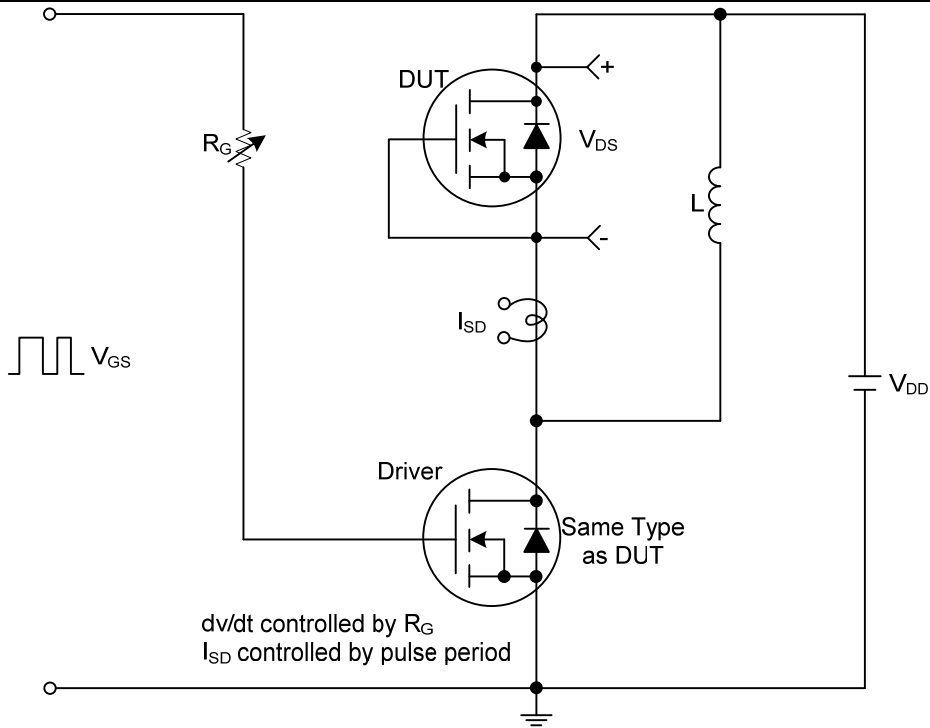 DUT
+
R_G
V_DS
L
-
I_SD
V_GS
V_DD
Driver
Same Type
as DUT
dv/dt controlled by R_G
I_SD controlled by pulse period